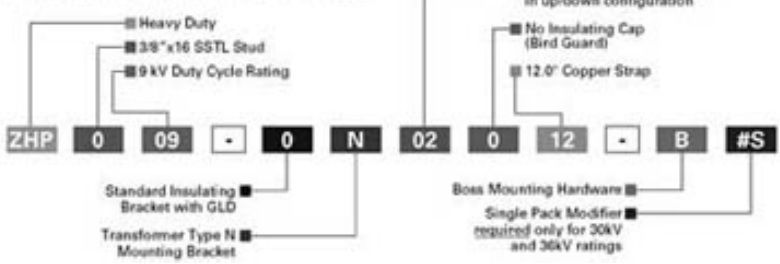 in up/down configuration
Heavy Duty
3/8"x16 SSTL Stud
9 kV Duty Cycle Rating
No Insulating Cap
(Bird Guard)
12.0" Copper Strap
ZHP 0 09 - 0 N 02 0 12 - B #S
Standard Insulating
Bracket with GLD
Transformer Type N
Mounting Bracket
Boss Mounting Hardware
Single Pack Modifier
required only for 30kV
and 36kV ratings